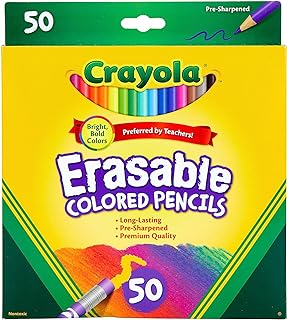 50
Pre-Sharpened
Crayola
Bright,
Bold
Colors
Preferred by Teachers!
Erasable
COLORED PENCILS
• Long-Lasting
• Pre-Sharpened
• Premium Quality
50
Nontoxic